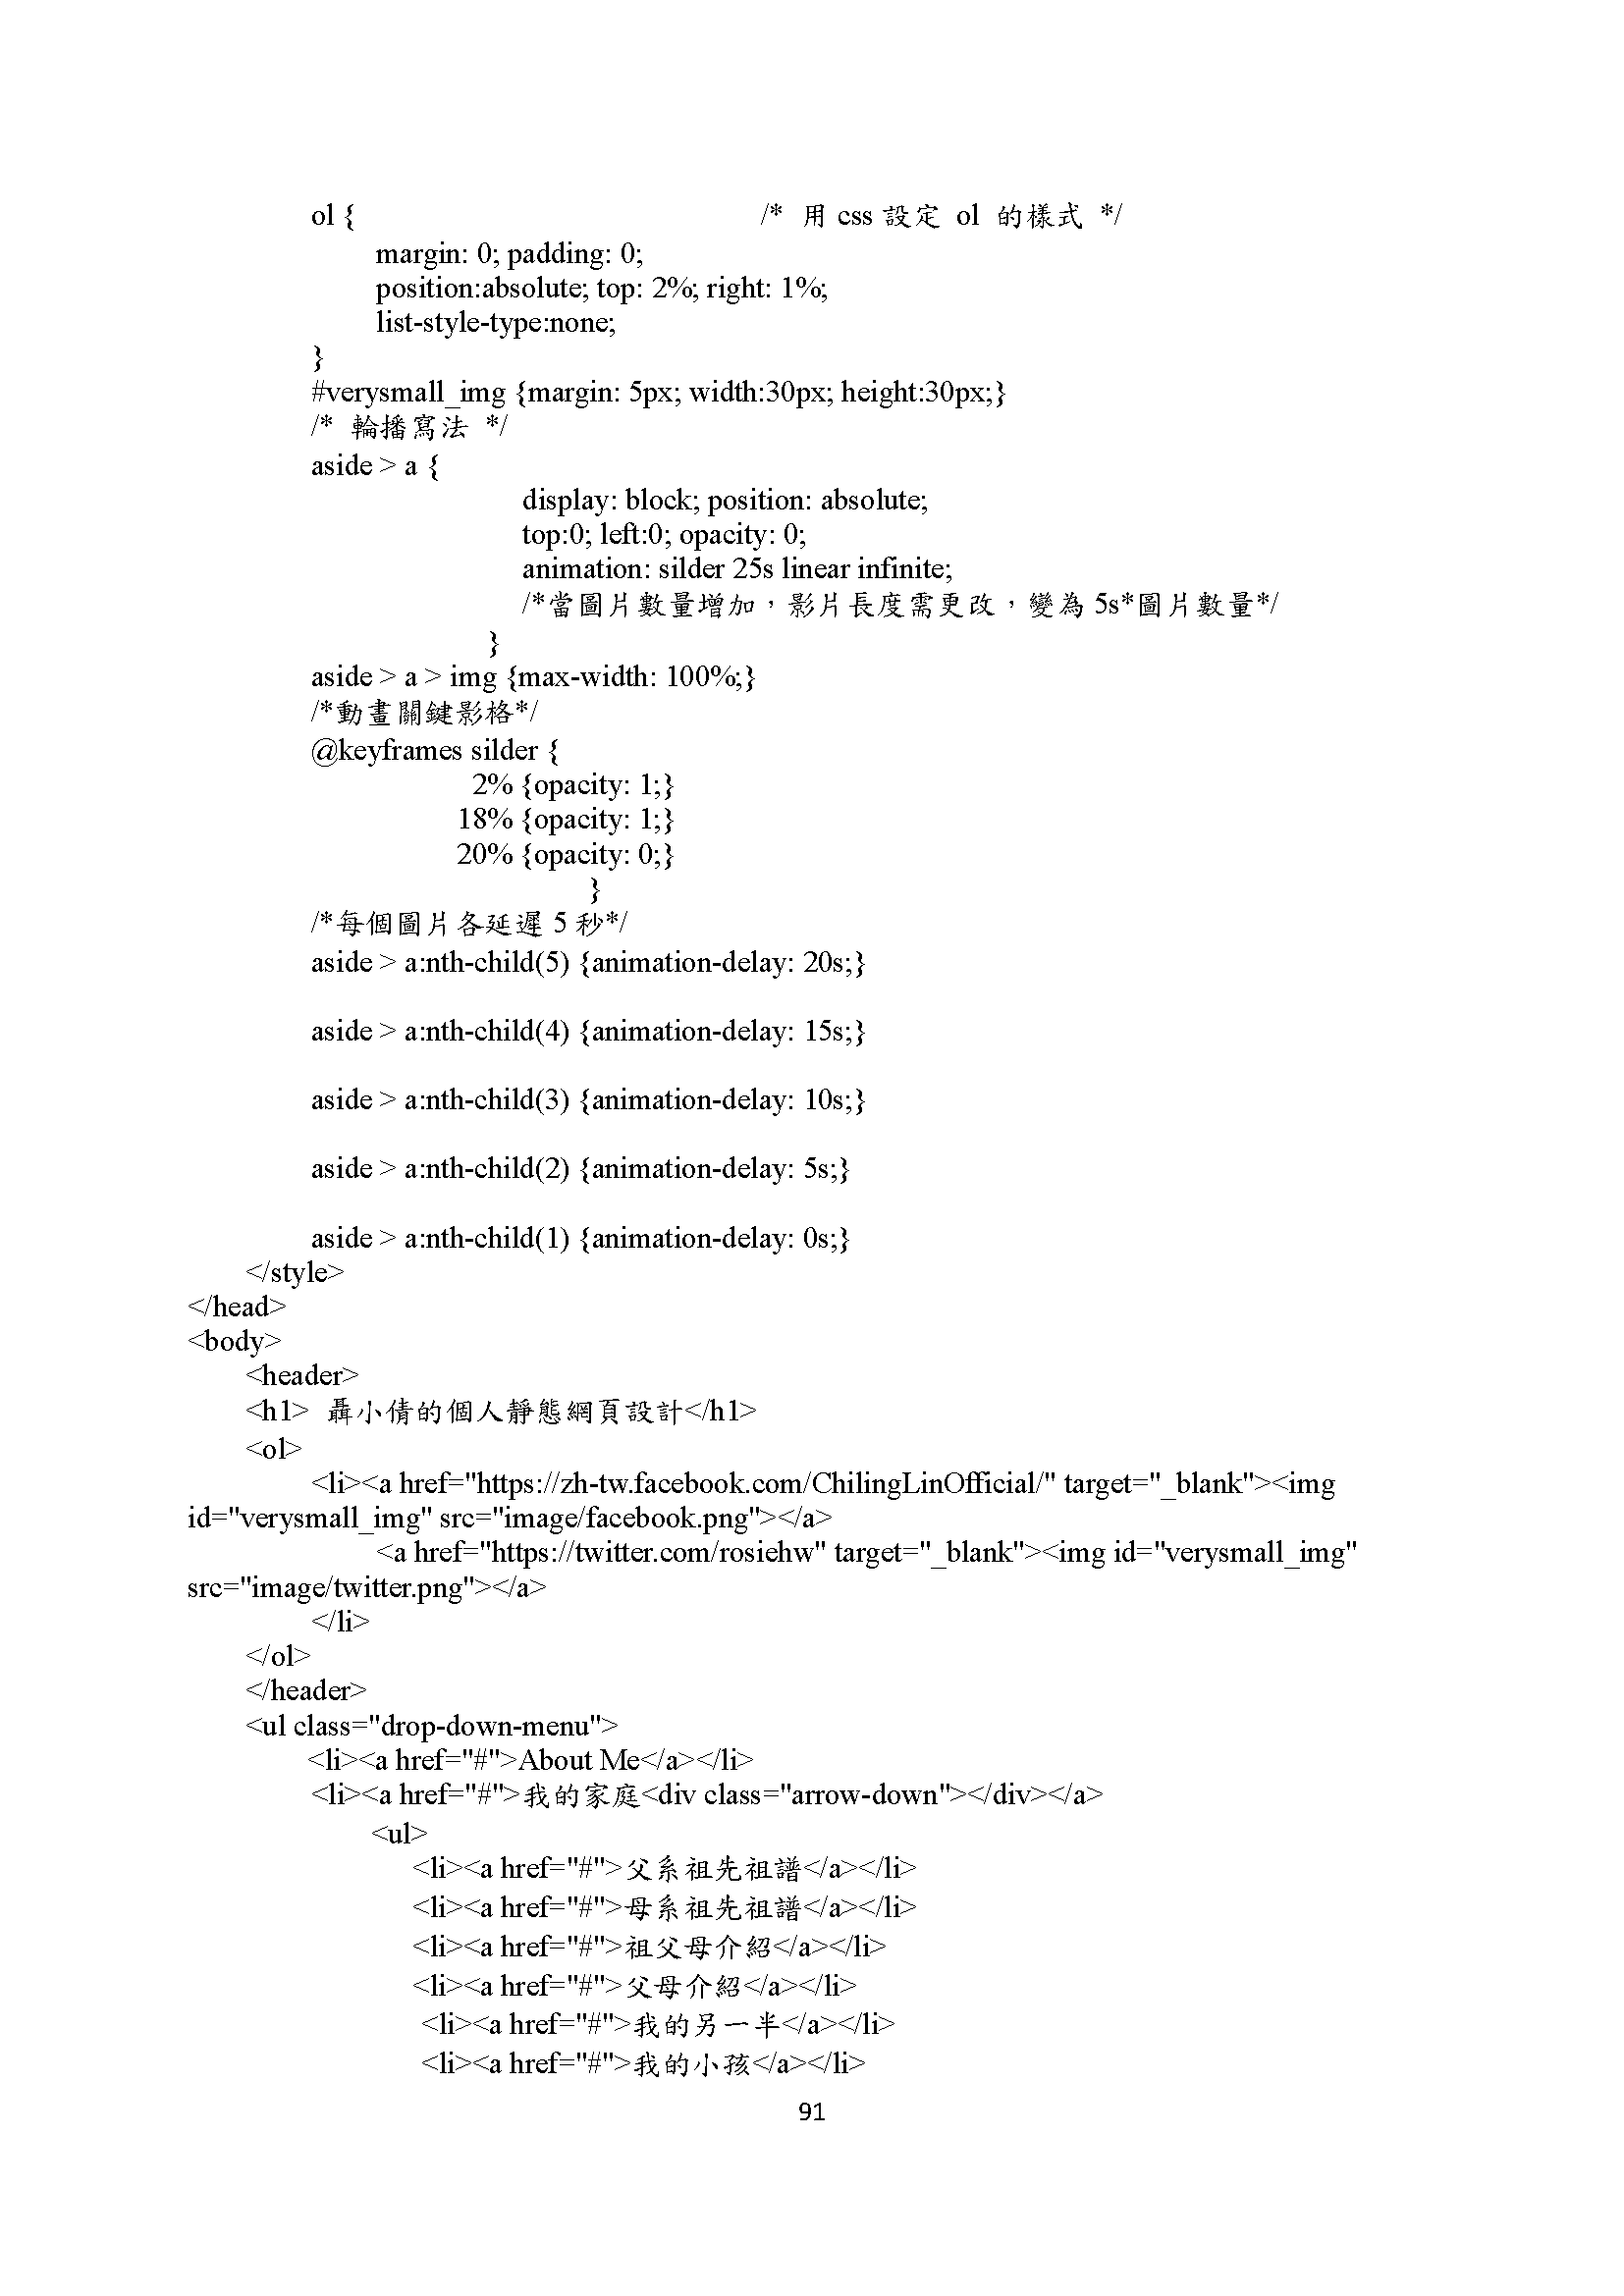 ol { /* 用 css 設定 ol 的樣式 */
margin: 0; padding: 0;
position:absolute; top: 2%; right: 1%;
list-style-type:none;
}
#verysmall_img {margin: 5px; width:30px; height:30px;}
/* 輪播寫法 */
aside > a {
display: block; position: absolute;
top:0; left:0; opacity: 0;
animation: silder 25s linear infinite;
/*當圖片數量增加，影片長度需更改，變為 5s*圖片數量*/
}
aside > a > img {max-width: 100%;}
/*動畫關鍵影格*/
@keyframes silder {
2% {opacity: 1;}
18% {opacity: 1;}
20% {opacity: 0;}
}
/*每個圖片各延遲 5 秒*/
aside > a:nth-child(5) {animation-delay: 20s;}
aside > a:nth-child(4) {animation-delay: 15s;}
aside > a:nth-child(3) {animation-delay: 10s;}
aside > a:nth-child(2) {animation-delay: 5s;}
aside > a:nth-child(1) {animation-delay: 0s;}
</style>
</head>
<body>
<header>
<h1> 聶小倩的個人靜態網頁設計</h1>
<ol>
<li><a href="https://zh-tw.facebook.com/ChilingLinOfficial/" target="_blank"><img
id="verysmall_img" src="image/facebook.png"></a>
<a href="https://twitter.com/rosiehw" target="_blank"><img id="verysmall_img"
src="image/twitter.png"></a>
</li>
</ol>
</header>
<ul class="drop-down-menu">
<li><a href="#">About Me</a></li>
<li><a href="#">我的家庭<div class="arrow-down"></div></a>
<ul>
<li><a href="#">父系祖先祖譜</a></li>
<li><a href="#">母系祖先祖譜</a></li>
<li><a href="#">祖父母介紹</a></li>
<li><a href="#">父母介紹</a></li>
<li><a href="#">我的另一半</a></li>
<li><a href="#">我的小孩</a></li>
91